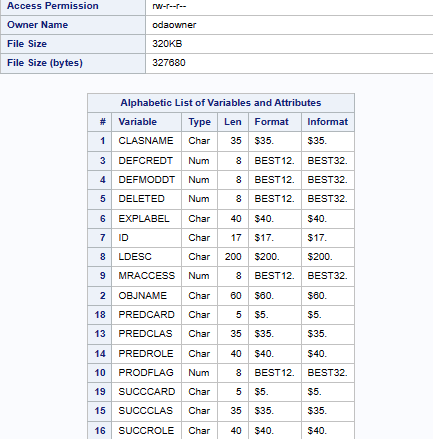 Access Permission rw-r--r--
Owner Name odaowner
File Size 320KB
File Size (bytes) 327680
Alphabetic List of Variables and Attributes
# Variable Type Len Format Informat
1 CLASNAME Char 35 $35. $35.
3 DEFCREDT Num 8 BEST12. BEST32.
4 DEFMODDT Num 8 BEST12. BEST32.
5 DELETED Num 8 BEST12. BEST32.
6 EXPLABEL Char 40 $40. $40.
7 ID Char 17 $17. $17.
8 LDESC Char 200 $200. $200.
9 MRACCESS Num 8 BEST12. BEST32.
2 OBJNAME Char 60 $60. $60.
18 PREDCARD Char 5 $5. $5.
13 PREDCLAS Char 35 $35. $35.
14 PREDROLE Char 40 $40. $40.
10 PRODFLAG Num 8 BEST12. BEST32.
19 SUCCCARD Char 5 $5. $5.
15 SUCCCLAS Char 35 $35. $35.
16 SUCCROLE Char 40 $40. $40.